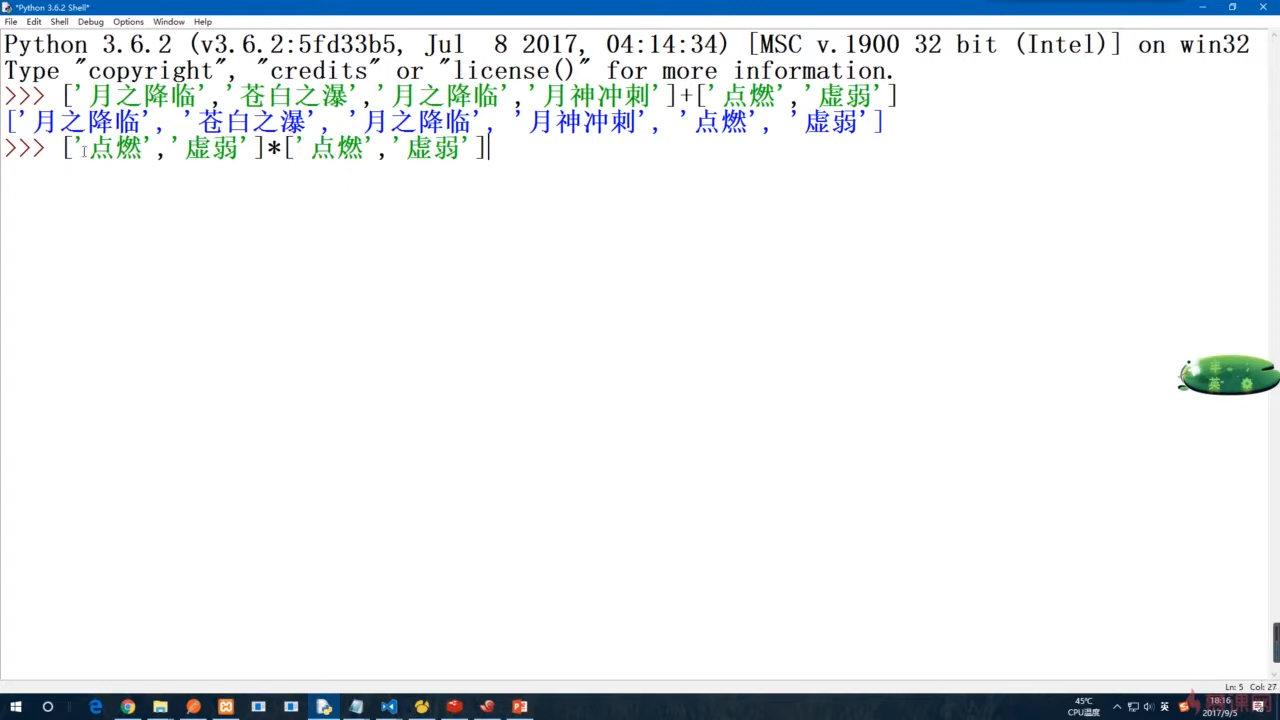 *Python 3.6.2 Shell*
File Edit Shell Debug Options Window Help
Python 3.6.2 (v3.6.2:5fd33b5, Jul  8 2017, 04:14:34) [MSC v.1900 32 bit (Intel)] on win32
Type "copyright", "credits" or "license()" for more information.
>>> ['月之降临','苍白之瀑','月之降临','月神冲刺']+['点燃','虚弱']
['月之降临', '苍白之瀑', '月之降临', '月神冲刺', '点燃', '虚弱']
>>> ['点燃','虚弱']*['点燃','虚弱']
半
英
Ln: 5 Col: 27
45℃
CPU温度
英
18:16
2017/9/5
慕课网